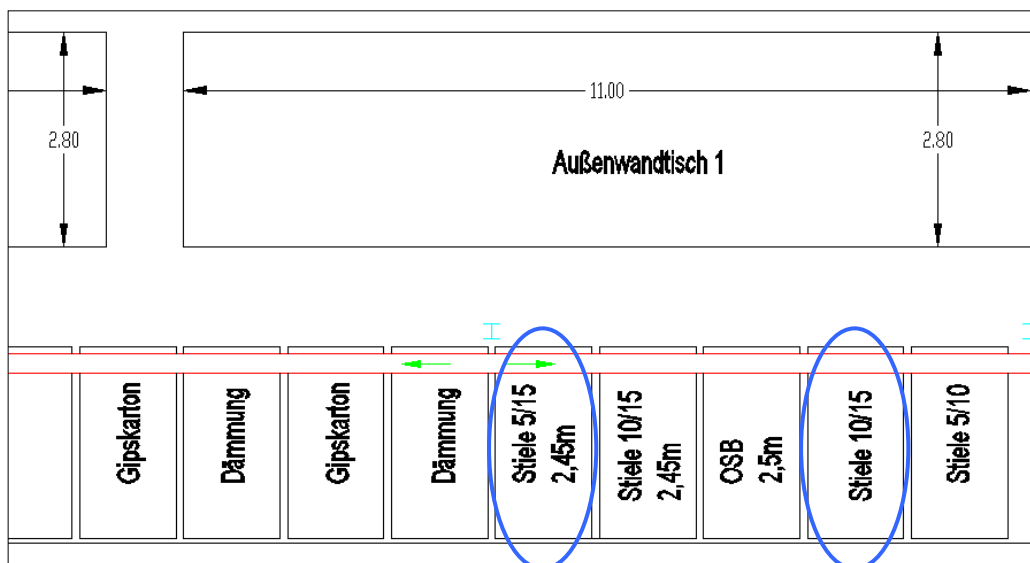 11.00
2.80
2.80
Außenwandtisch 1
Gipskarton
Dämmung
Gipskarton
Dämmung
Stiele 5/15
2,45m
Stiele 10/15
2,45m
OSB
2,5m
Stiele 10/15
Stiele 5/10